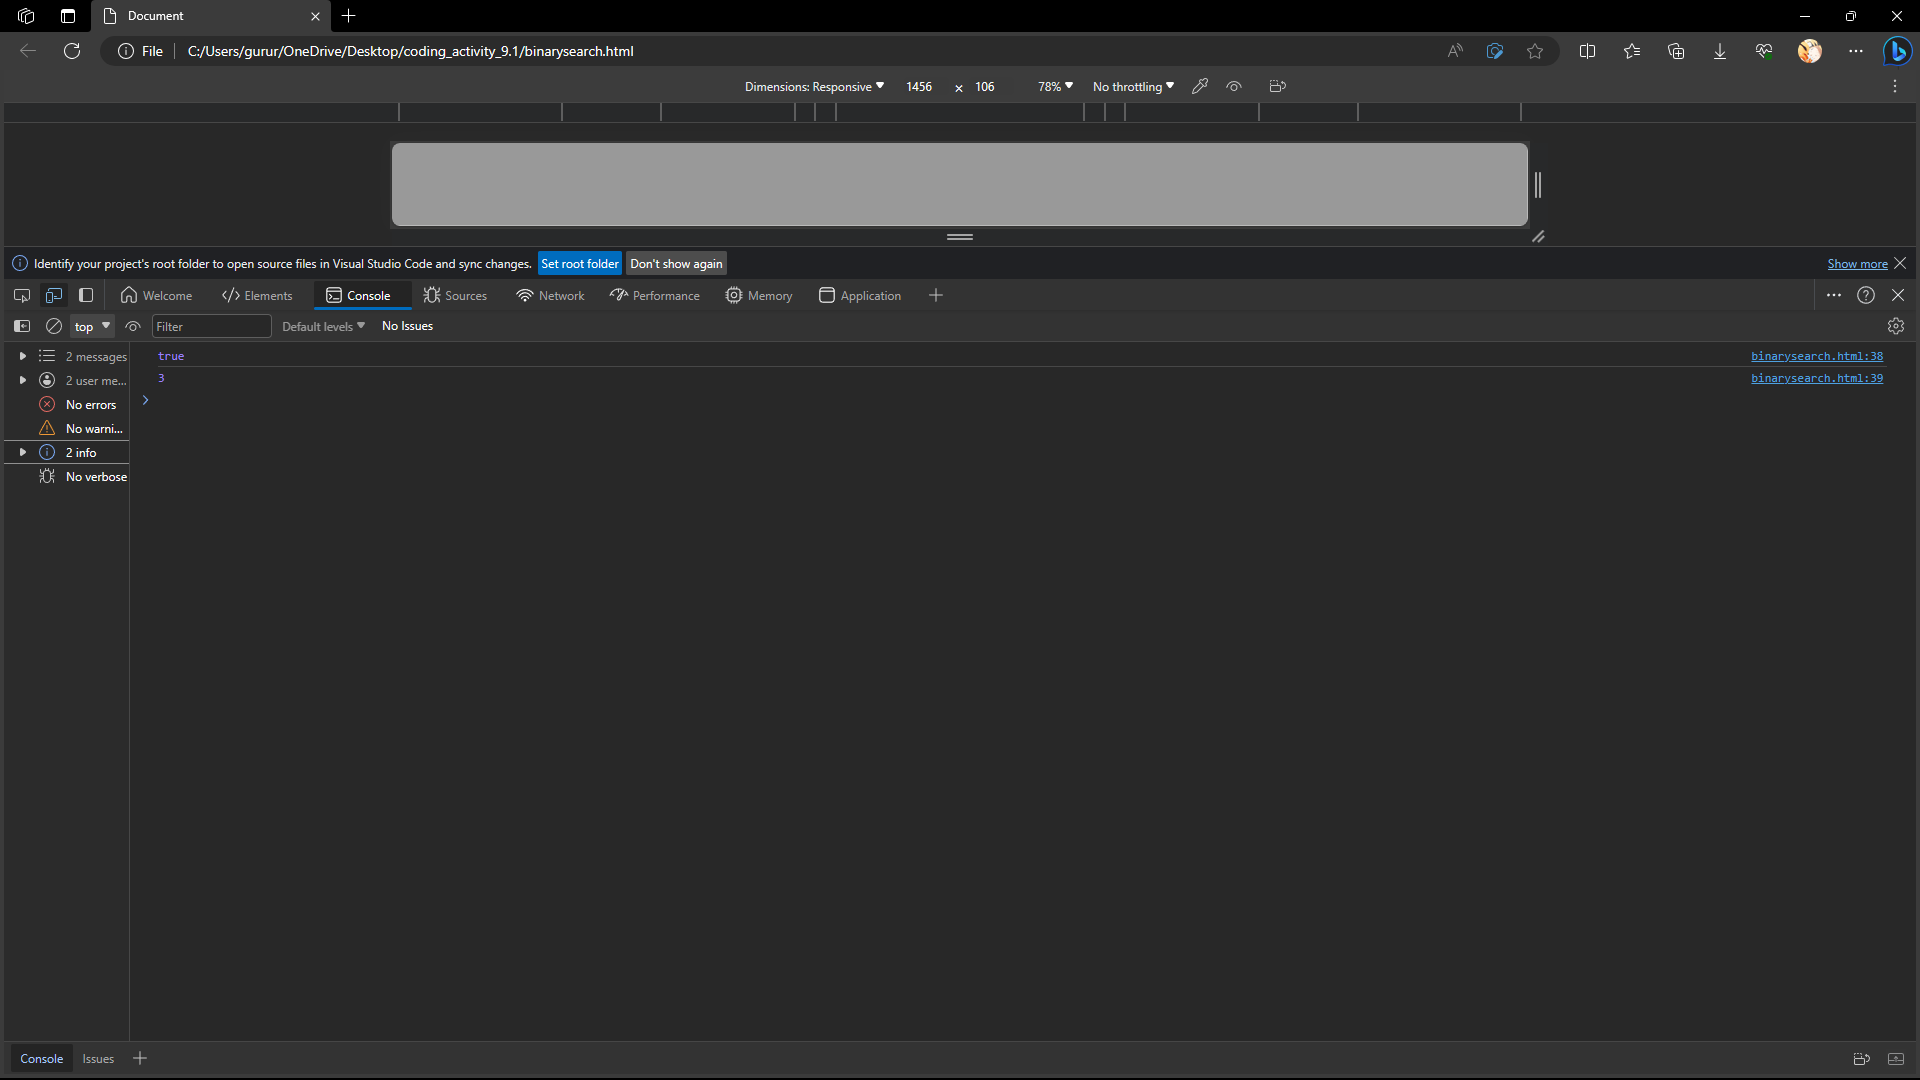 Document
File C:/Users/gurur/OneDrive/Desktop/coding_activity_9.1/binarysearch.html
Dimensions: Responsive 1456 × 106 78% No throttling
Identify your project's root folder to open source files in Visual Studio Code and sync changes. Set root folder Don't show again Show more
Welcome Elements Console Sources Network Performance Memory Application
top Filter Default levels No Issues
2 messages true binarysearch.html:38
2 user me... 3 binarysearch.html:39
No errors
No warni...
2 info
No verbose
Console Issues